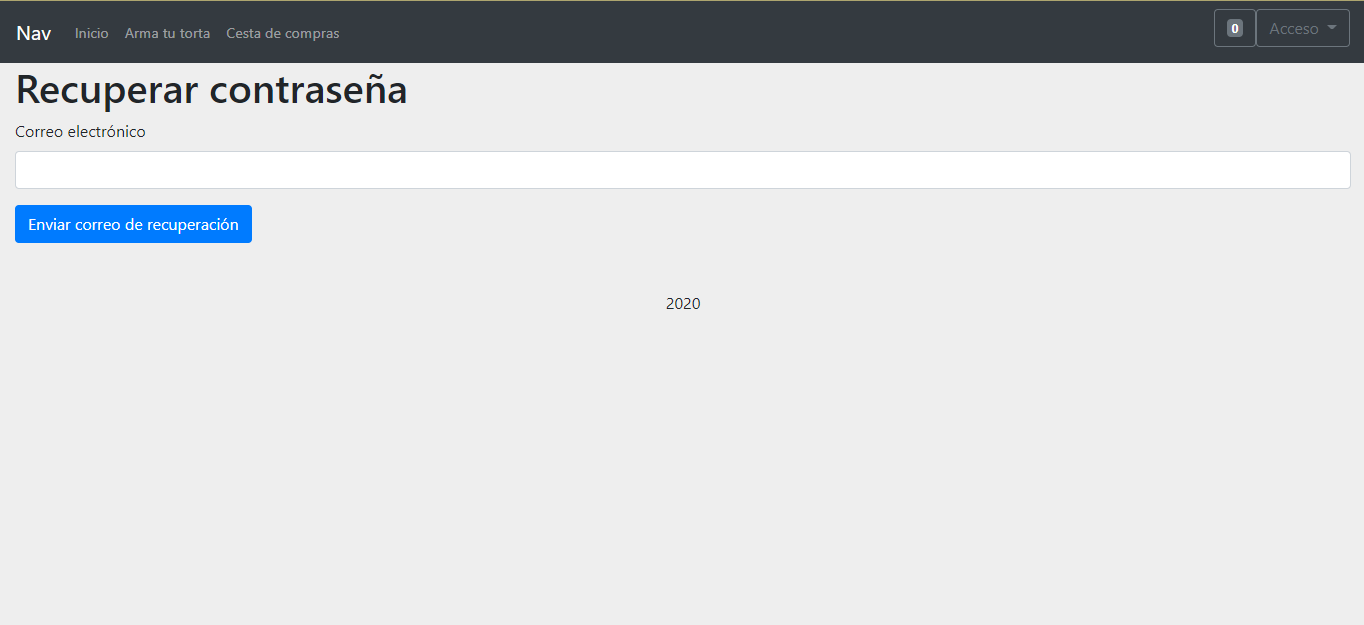 Nav Inicio Arma tu torta Cesta de compras 0 Acceso
Recuperar contraseña
Correo electrónico
Enviar correo de recuperación
2020